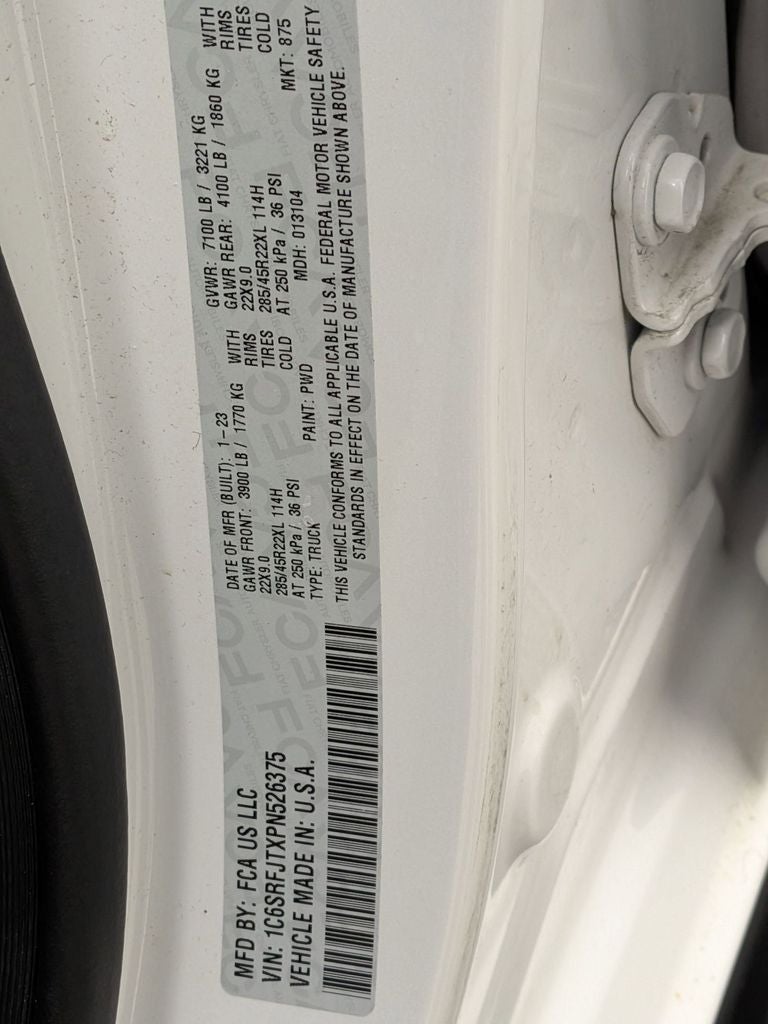 MFD BY: FCA US LLC
VIN: 1C6SRFJTXPN526375
VEHICLE MADE IN: U.S.A.
DATE OF MFR (BUILT): 1-23
GAWR FRONT: 3900 LB / 1770 KG WITH
22X9.0 RIMS
285/45R22XL 114H TIRES
AT 250 kPa / 36 PSI COLD
TYPE: TRUCK PAINT: PWD
GVWR: 7100 LB / 3221 KG
GAWR REAR: 4100 LB / 1860 KG WITH
22X9.0 RIMS
285/45R22XL 114H TIRES
AT 250 kPa / 36 PSI COLD
MDH: 013104 MKT: 875
THIS VEHICLE CONFORMS TO ALL APPLICABLE U.S.A. FEDERAL MOTOR VEHICLE SAFETY
STANDARDS IN EFFECT ON THE DATE OF MANUFACTURE SHOWN ABOVE.